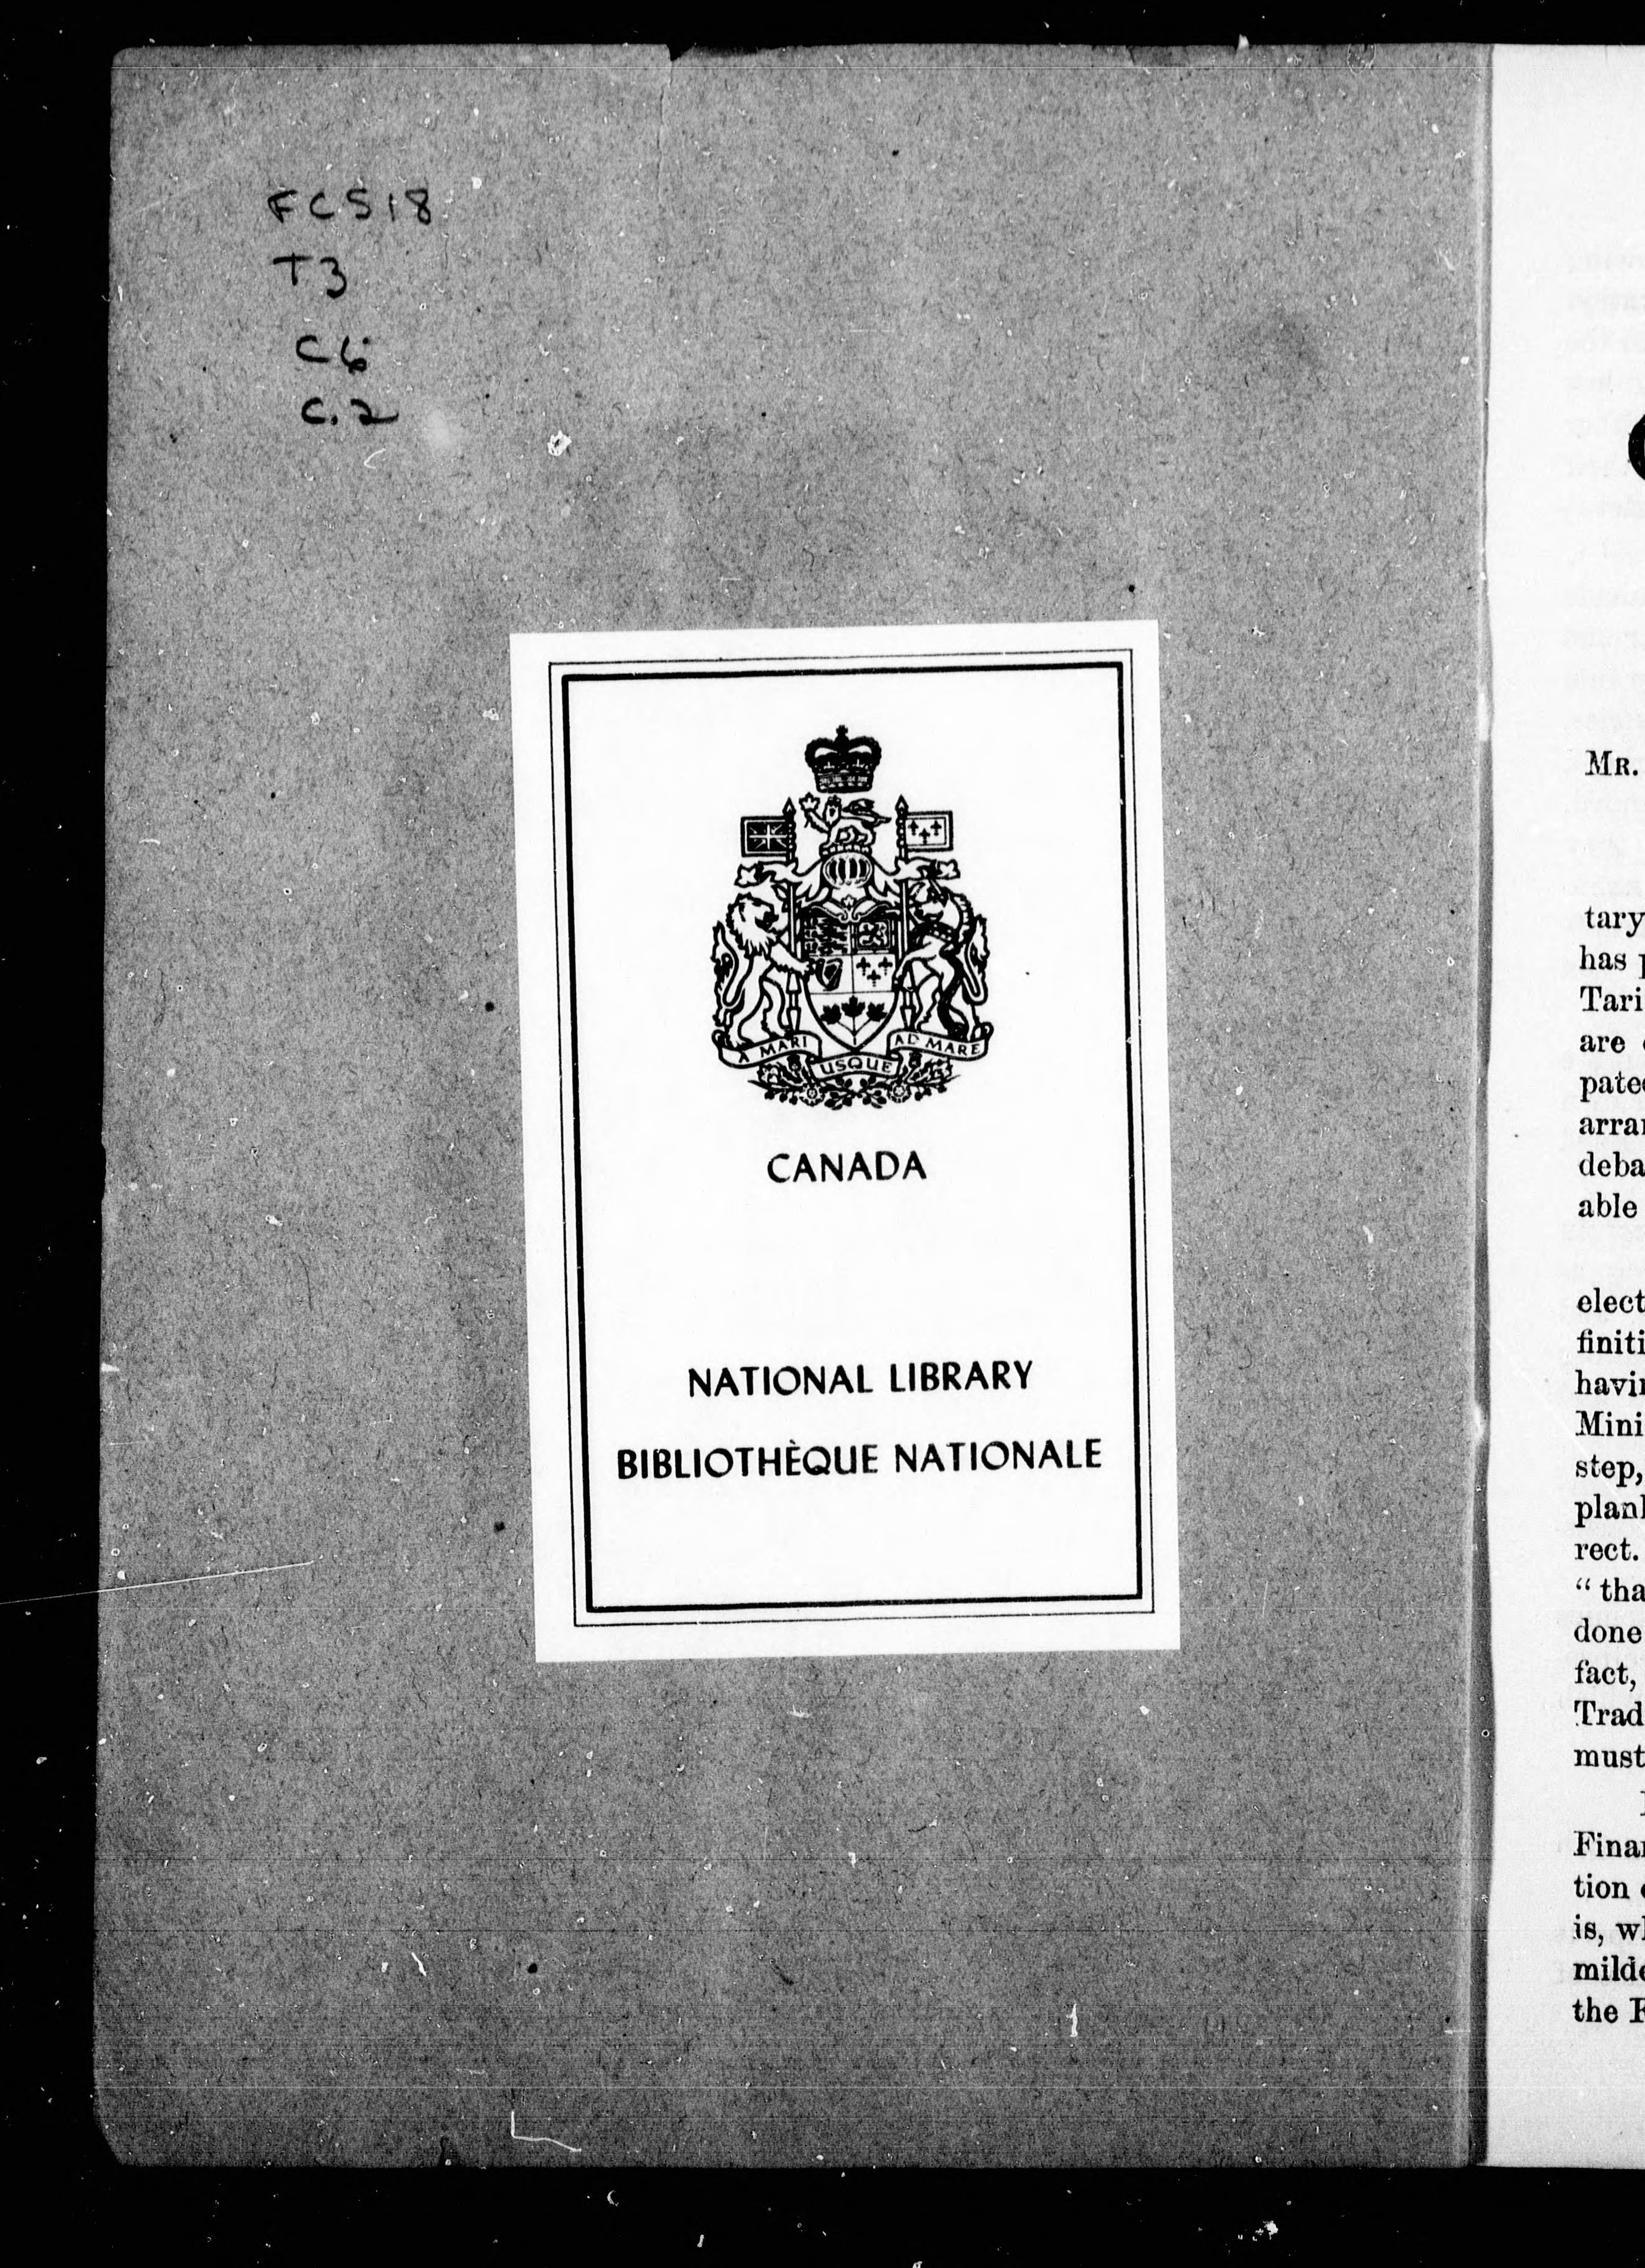 FC518
T3
C6
C.2
A MARI USQUE AD MARE
CANADA
NATIONAL LIBRARY
BIBLIOTHÈQUE NATIONALE
MR.
tary
has
Tari
are
pate
arra
deba
able
elect
finiti
havi
Mini
step,
plan
rect.
“ tha
done
fact,
Trad
must
Fina
tion
is, w
milde
the